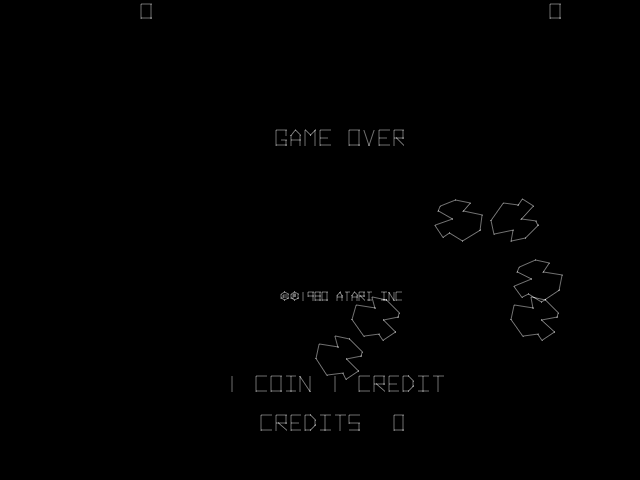 0 0
GAME OVER
©℗1980 ATARI INC
1 COIN 1 CREDIT
CREDITS 0